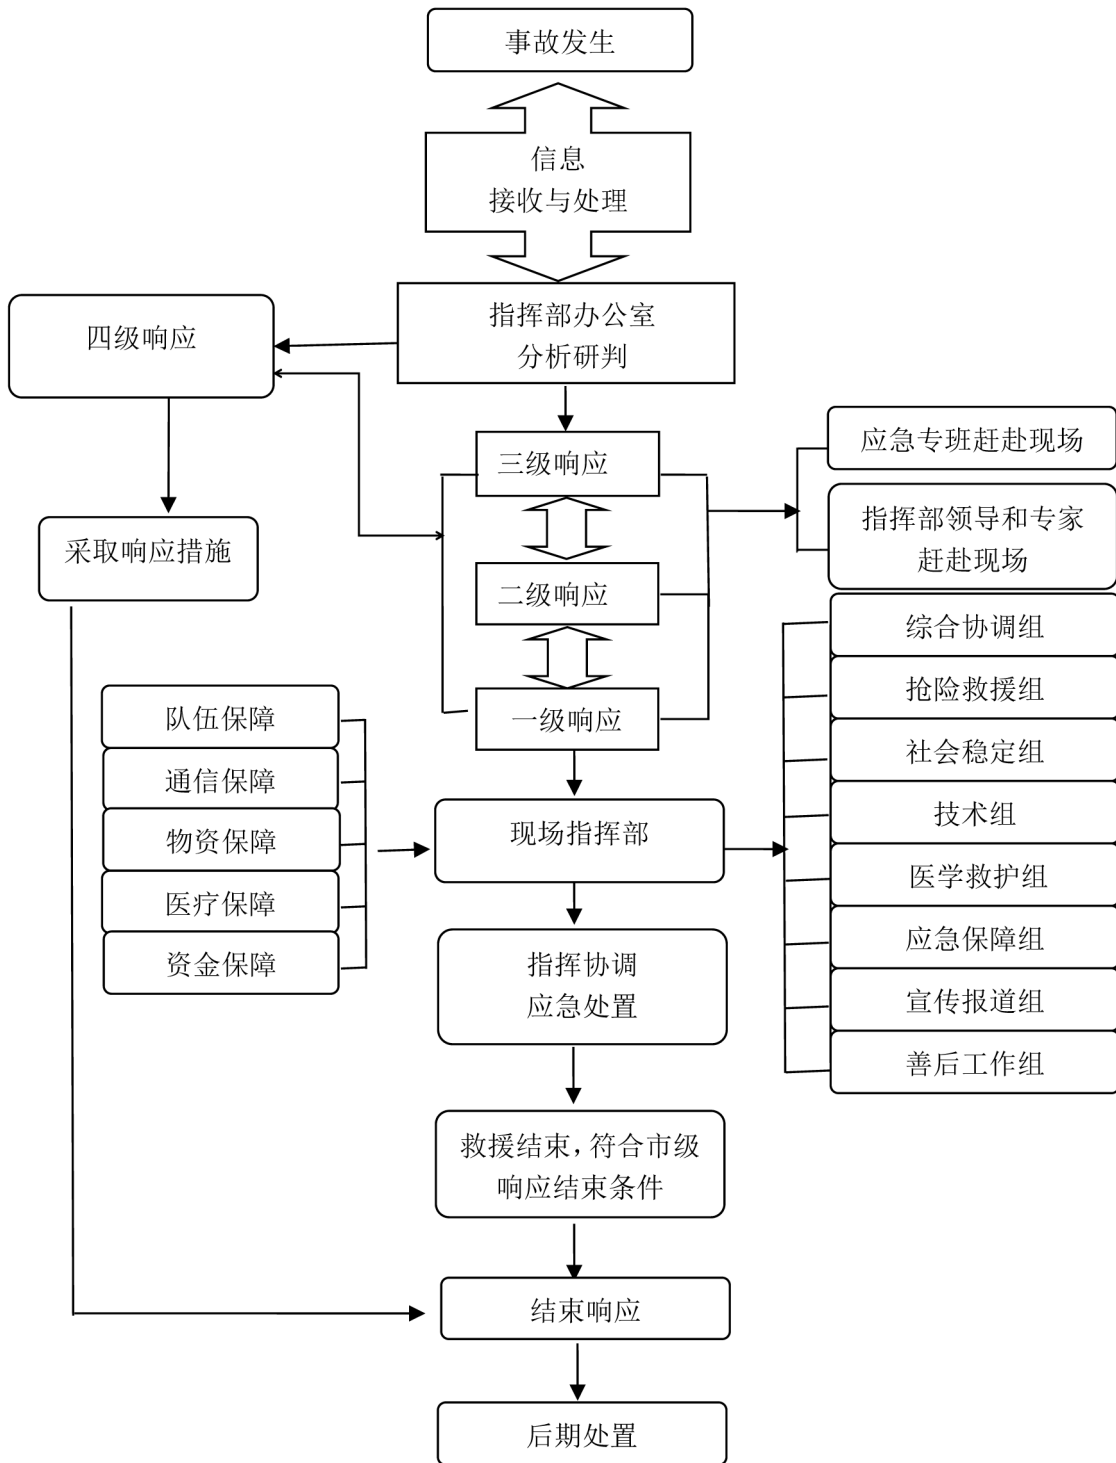 事故发生
信息
接收与处理
指挥部办公室
分析研判
四级响应
三级响应
应急专班赶赴现场
指挥部领导和专家
赶赴现场
采取响应措施
二级响应
一级响应
综合协调组
抢险救援组
社会稳定组
技术组
医学救护组
应急保障组
宣传报道组
善后工作组
队伍保障
通信保障
物资保障
医疗保障
资金保障
现场指挥部
指挥协调
应急处置
救援结束，符合市级
响应结束条件
结束响应
后期处置